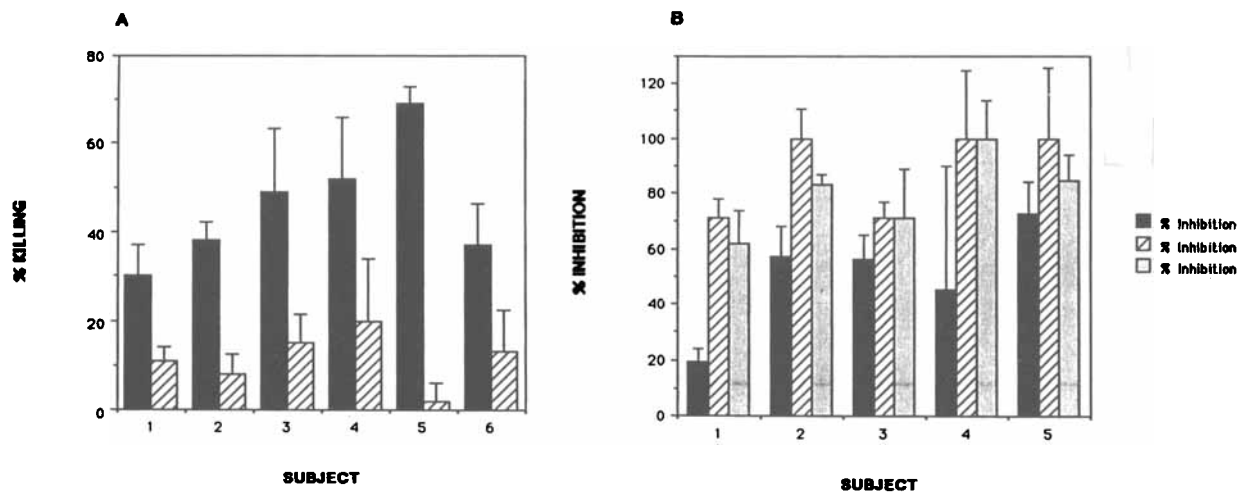 A
% KILLING
80
60
40
20
0
1 2 3 4 5 6
SUBJECT
B
% INHIBITION
120
100
80
60
40
20
0
1 2 3 4 5
SUBJECT
% Inhibition
% Inhibition
% Inhibition